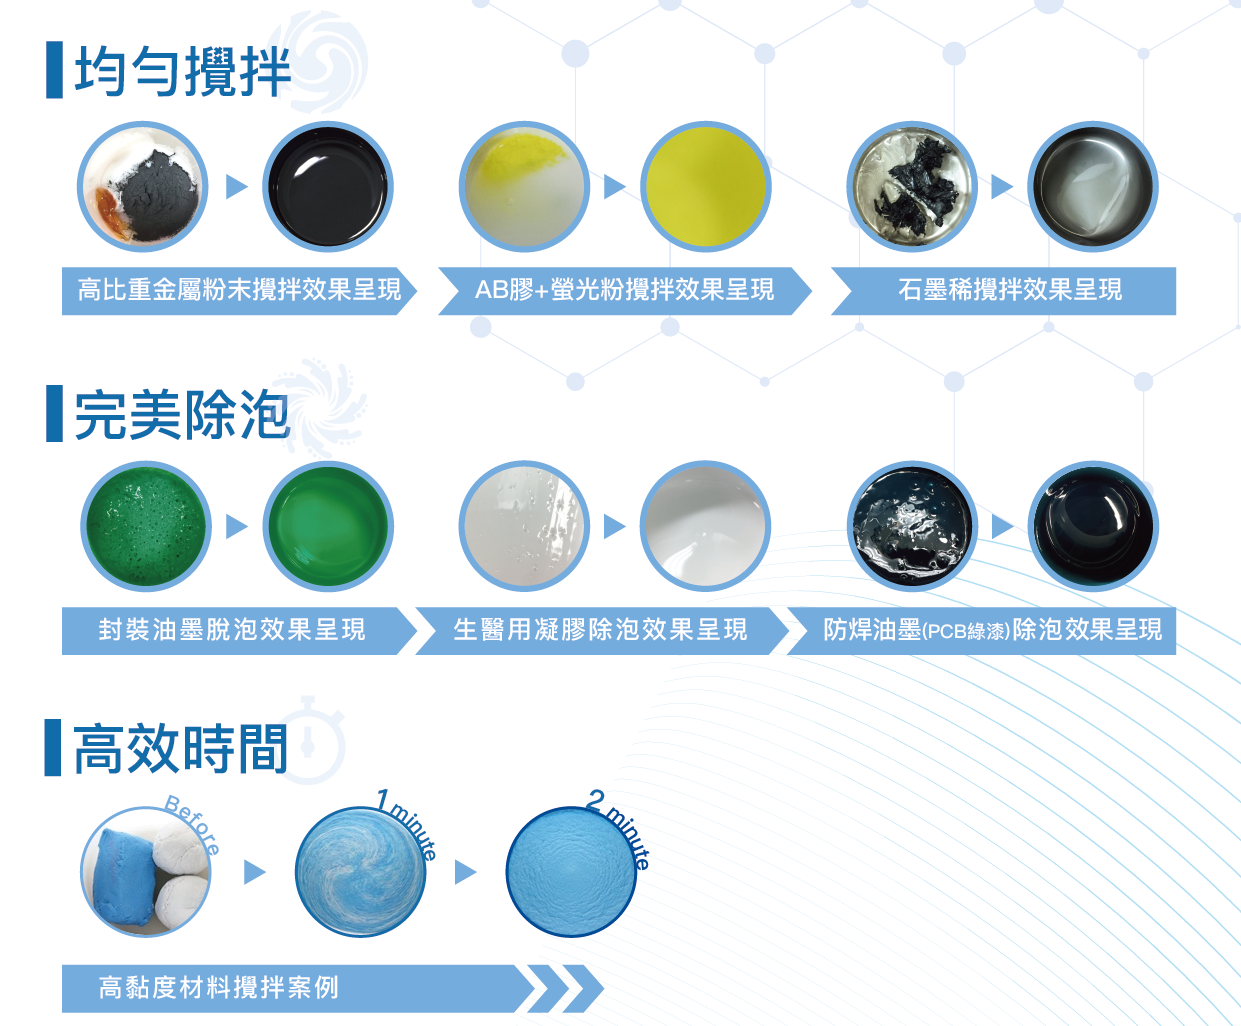 均勻攪拌
高比重金屬粉末攪拌效果呈現
AB膠+螢光粉攪拌效果呈現
石墨稀攪拌效果呈現
完美除泡
封裝油墨脫泡效果呈現
生醫用凝膠除泡效果呈現
防焊油墨(PCB綠漆)除泡效果呈現
高效時間
Before
1 minute
2 minute
高黏度材料攪拌案例